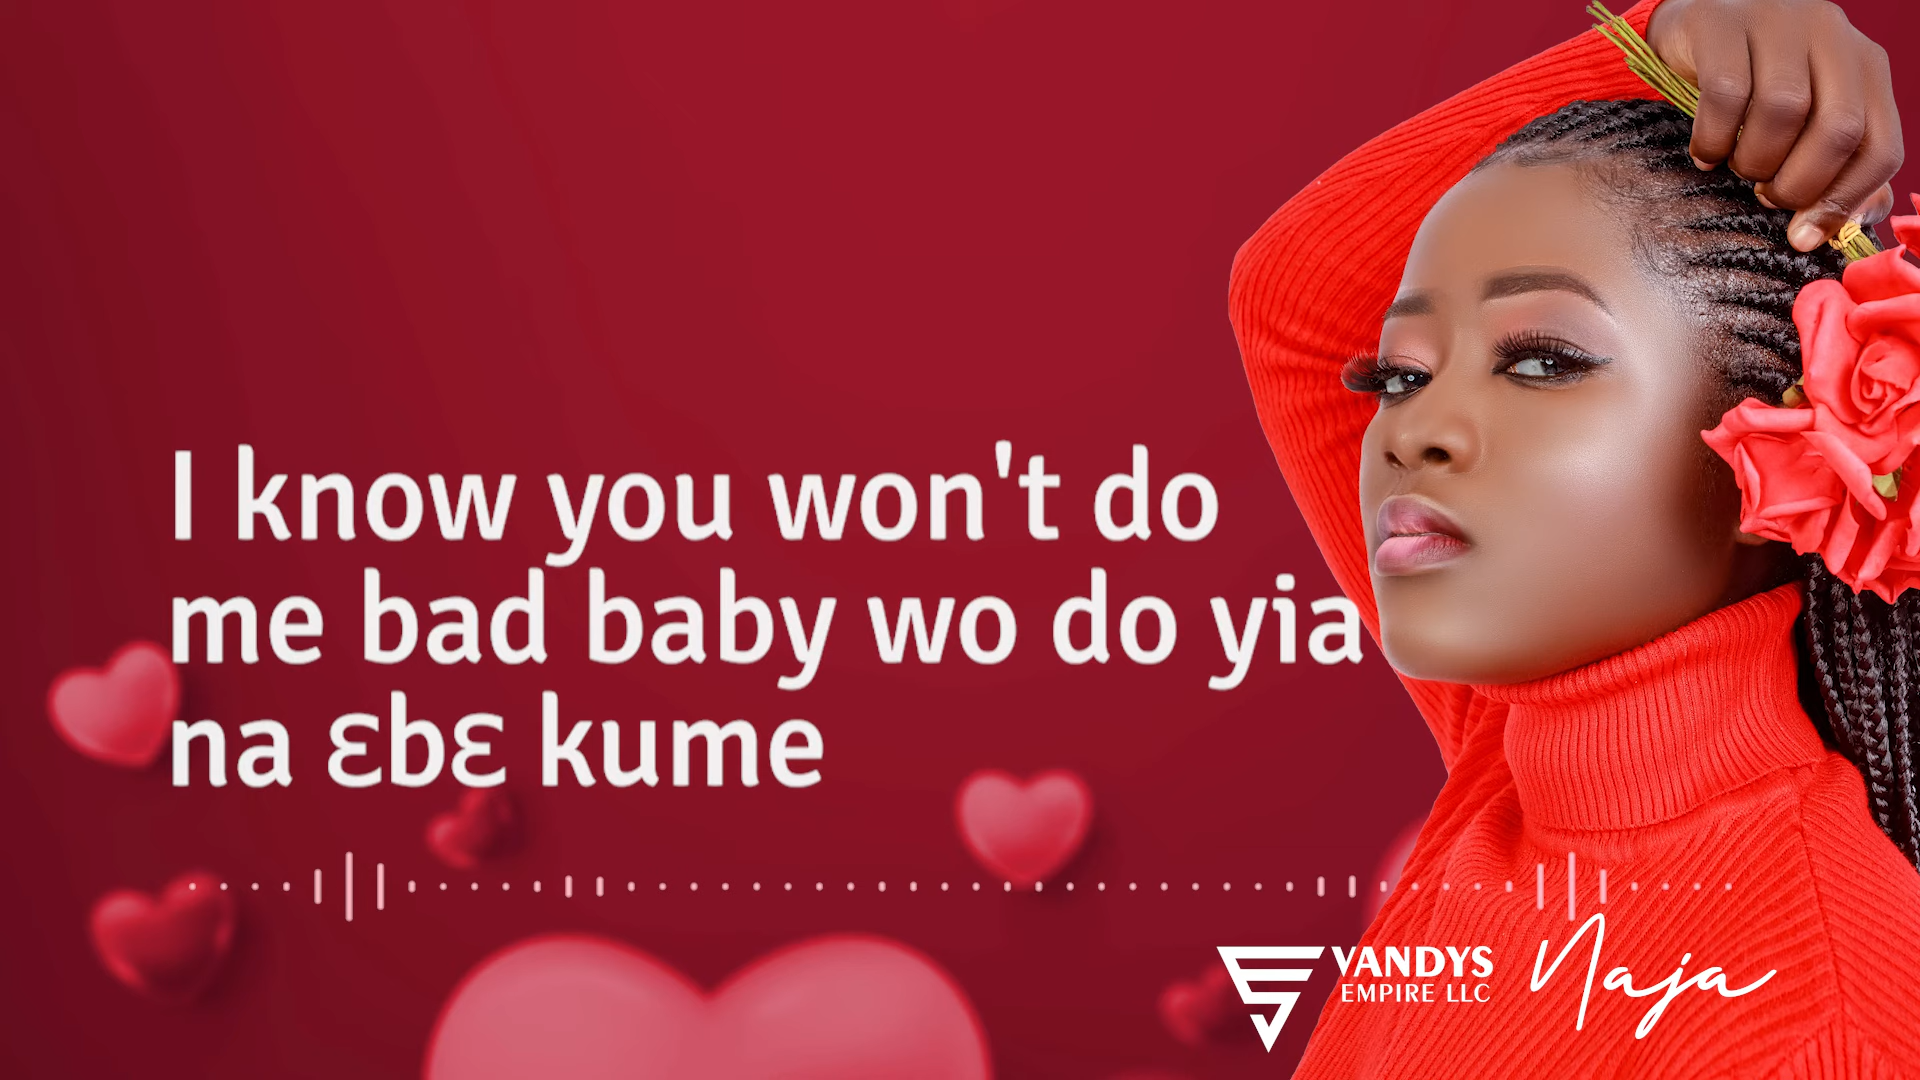 I know you won't do
me bad baby wo do yia
na ɛbɛ kume
VANDYS
EMPIRE LLC
Naja